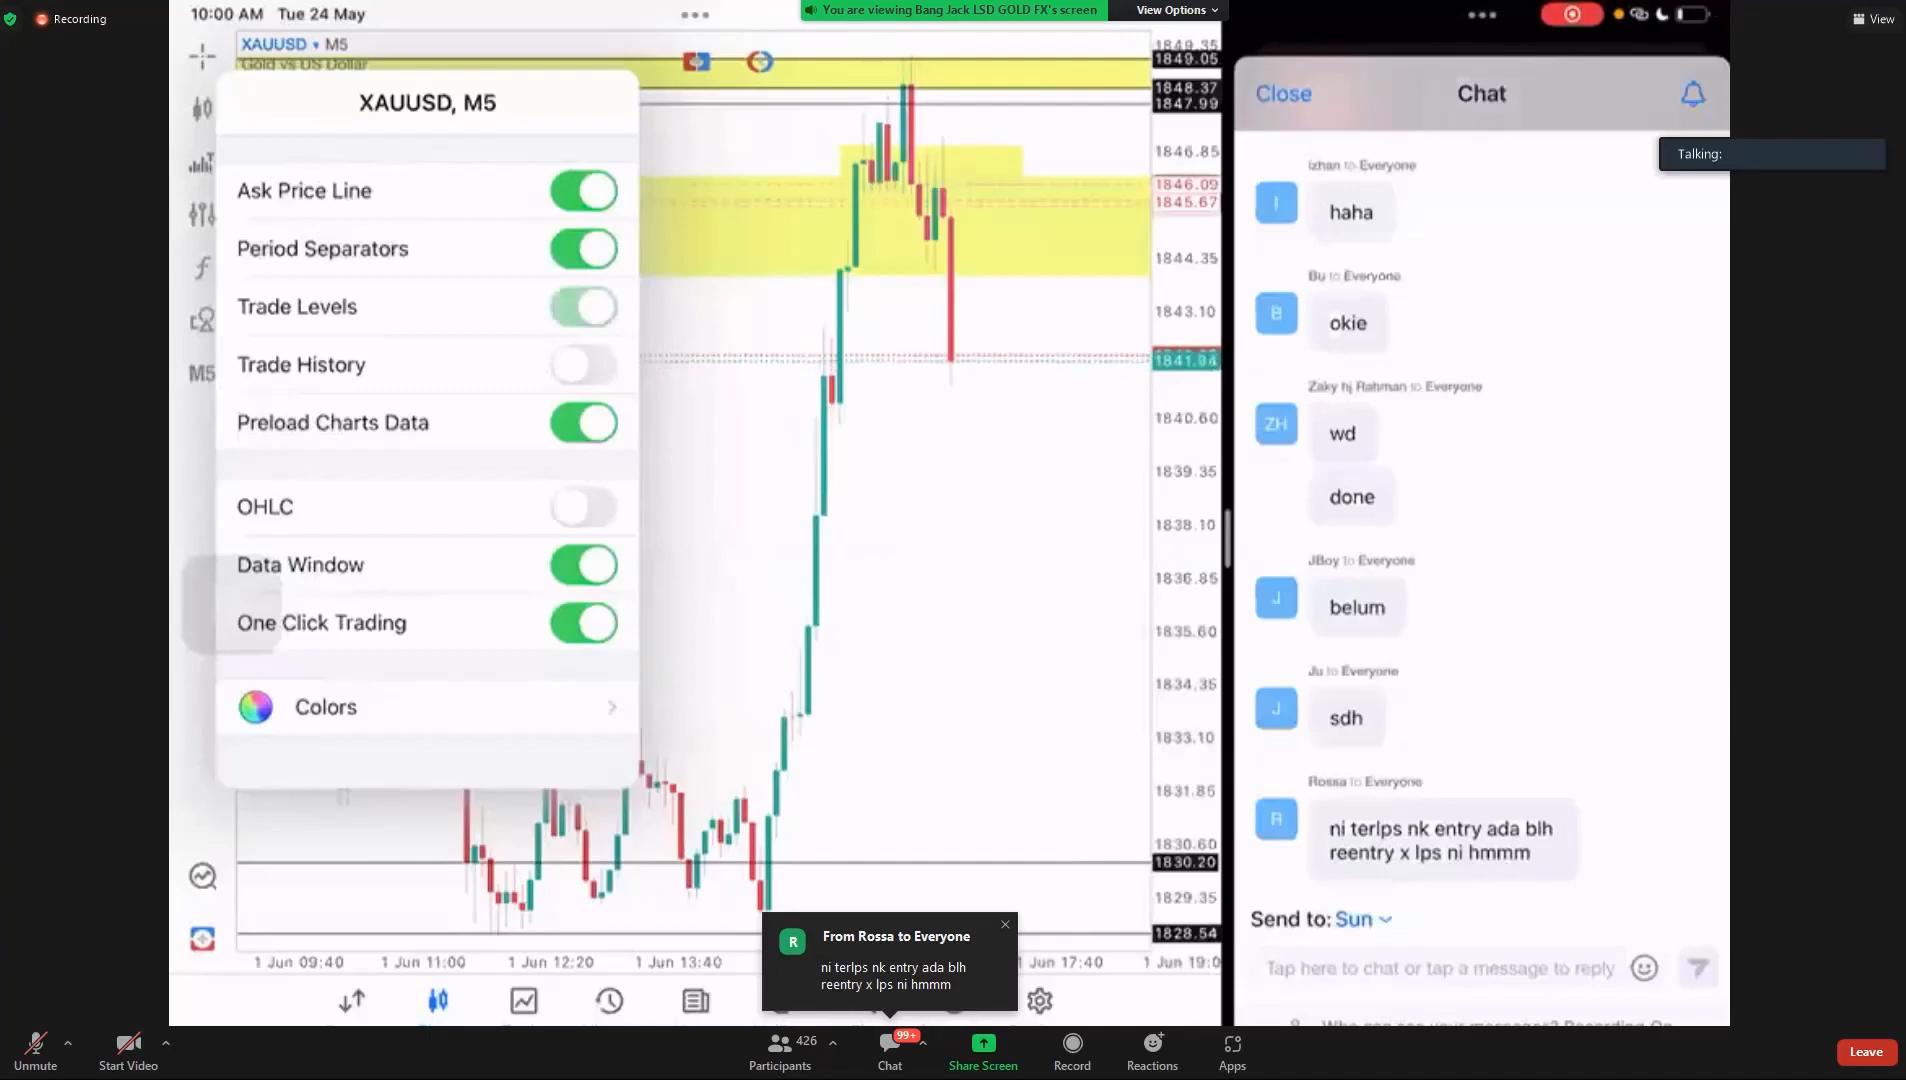 Recording
10:00 AM Tue 24 May
You are viewing Bang Jack LSD GOLD FX's screen
View Options
View
XAUUSD M5
Gold vs US Dollar
XAUUSD, M5
Ask Price Line
Period Separators
Trade Levels
Trade History
Preload Charts Data
OHLC
Data Window
One Click Trading
Colors
M5
1849.35
1849.05
1848.37
1847.99
1846.85
1846.09
1845.67
1844.35
1843.10
1841.94
1840.60
1839.35
1838.10
1836.85
1835.60
1834.35
1833.10
1831.85
1830.60
1830.20
1829.35
1828.54
1 Jun 09:40
1 Jun 11:00
1 Jun 12:20
1 Jun 13:40
1 Jun 17:40
1 Jun 19:0
Close
Chat
Talking:
izhan to Everyone
I
haha
Bu to Everyone
B
okie
Zaky hj Rahman to Everyone
ZH
wd
done
JBoy to Everyone
J
belum
Ju to Everyone
J
sdh
Rossa to Everyone
R
ni terlps nk entry ada blh
reentry x lps ni hmmm
Send to: Sun
Tap here to chat or tap a message to reply
Who can see your messages? Recording On
R
From Rossa to Everyone
ni terlps nk entry ada blh
reentry x lps ni hmmm
Unmute
Start Video
426
Participants
99+
Chat
Share Screen
Record
Reactions
Apps
Leave